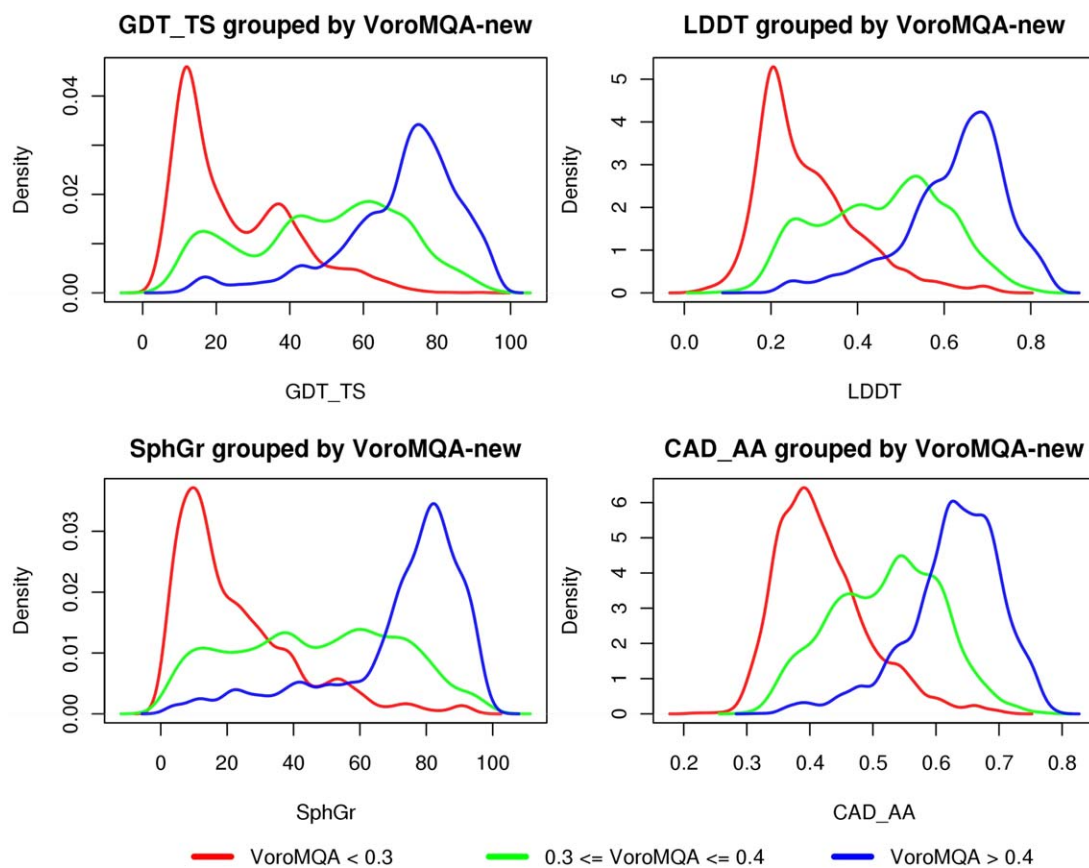 GDT_TS grouped by VoroMQA-new
Density
0.00 0.02 0.04
0 20 40 60 80 100
GDT_TS
LDDT grouped by VoroMQA-new
Density
0 1 2 3 4 5
0.0 0.2 0.4 0.6 0.8
LDDT
SphGr grouped by VoroMQA-new
Density
0.00 0.01 0.02 0.03
0 20 40 60 80 100
SphGr
CAD_AA grouped by VoroMQA-new
Density
0 1 2 3 4 5 6
0.2 0.3 0.4 0.5 0.6 0.7 0.8
CAD_AA
VoroMQA < 0.3 0.3 <= VoroMQA <= 0.4 VoroMQA > 0.4